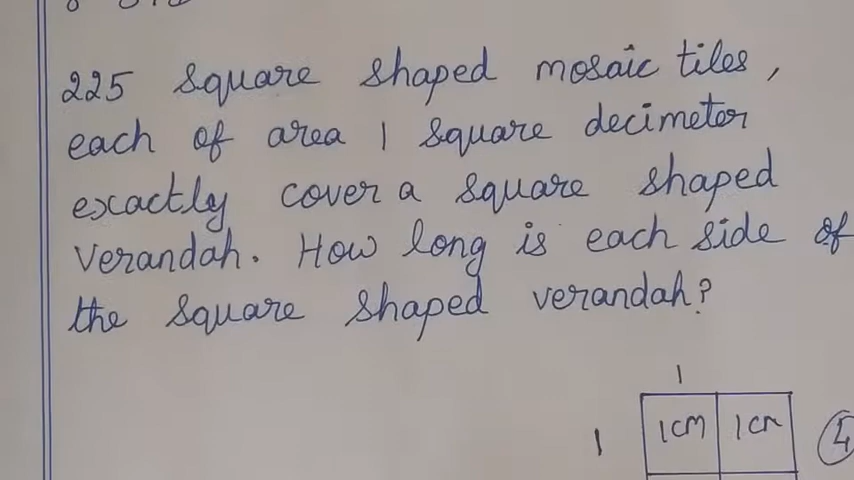 225 square shaped mosaic tiles,
each of area 1 square decimeter
exactly cover a square shaped
verandah. How long is each side of
the square shaped verandah?
1
1 1cm 1cm 4